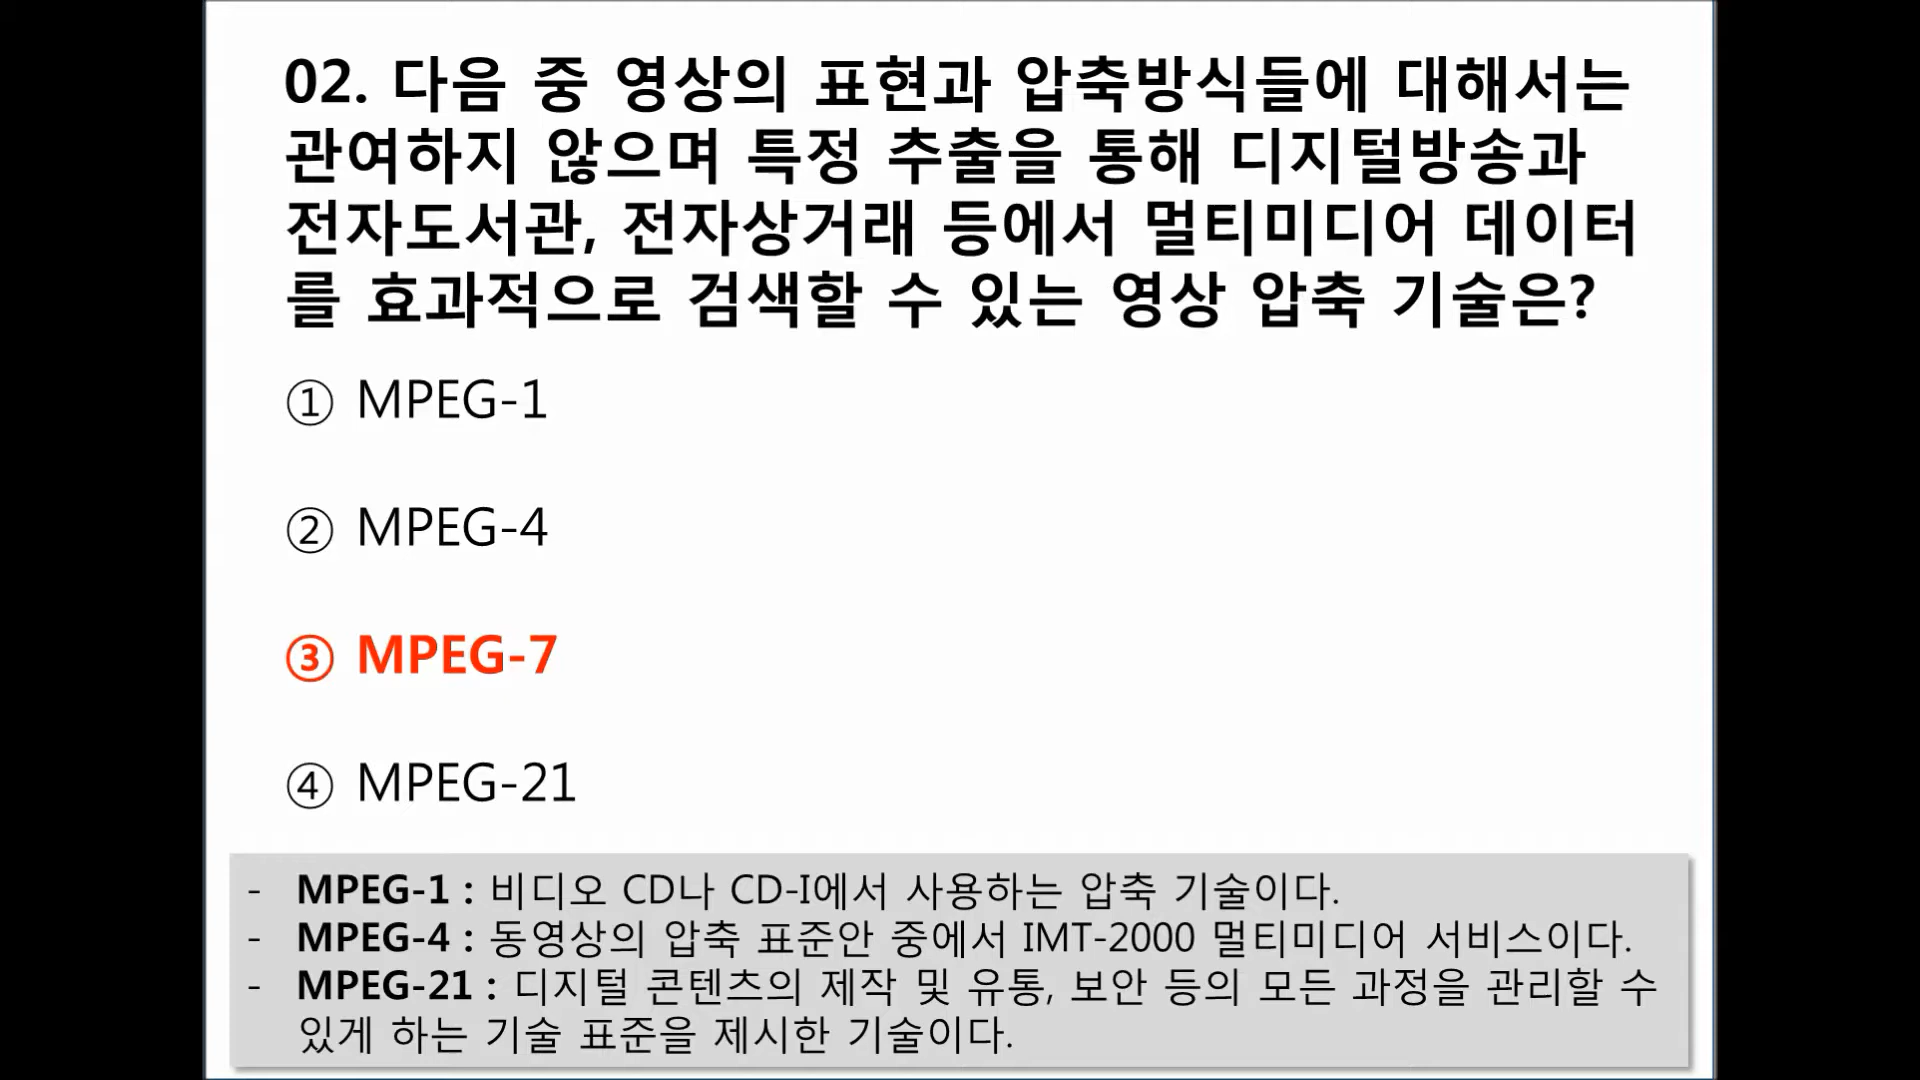 02. 다음 중 영상의 표현과 압축방식들에 대해서는
관여하지 않으며 특정 추출을 통해 디지털방송과
전자도서관, 전자상거래 등에서 멀티미디어 데이터
를 효과적으로 검색할 수 있는 영상 압축 기술은?
① MPEG-1
② MPEG-4
③ MPEG-7
④ MPEG-21
- MPEG-1 : 비디오 CD나 CD-I에서 사용하는 압축 기술이다.
- MPEG-4 : 동영상의 압축 표준안 중에서 IMT-2000 멀티미디어 서비스이다.
- MPEG-21 : 디지털 콘텐츠의 제작 및 유통, 보안 등의 모든 과정을 관리할 수
있게 하는 기술 표준을 제시한 기술이다.